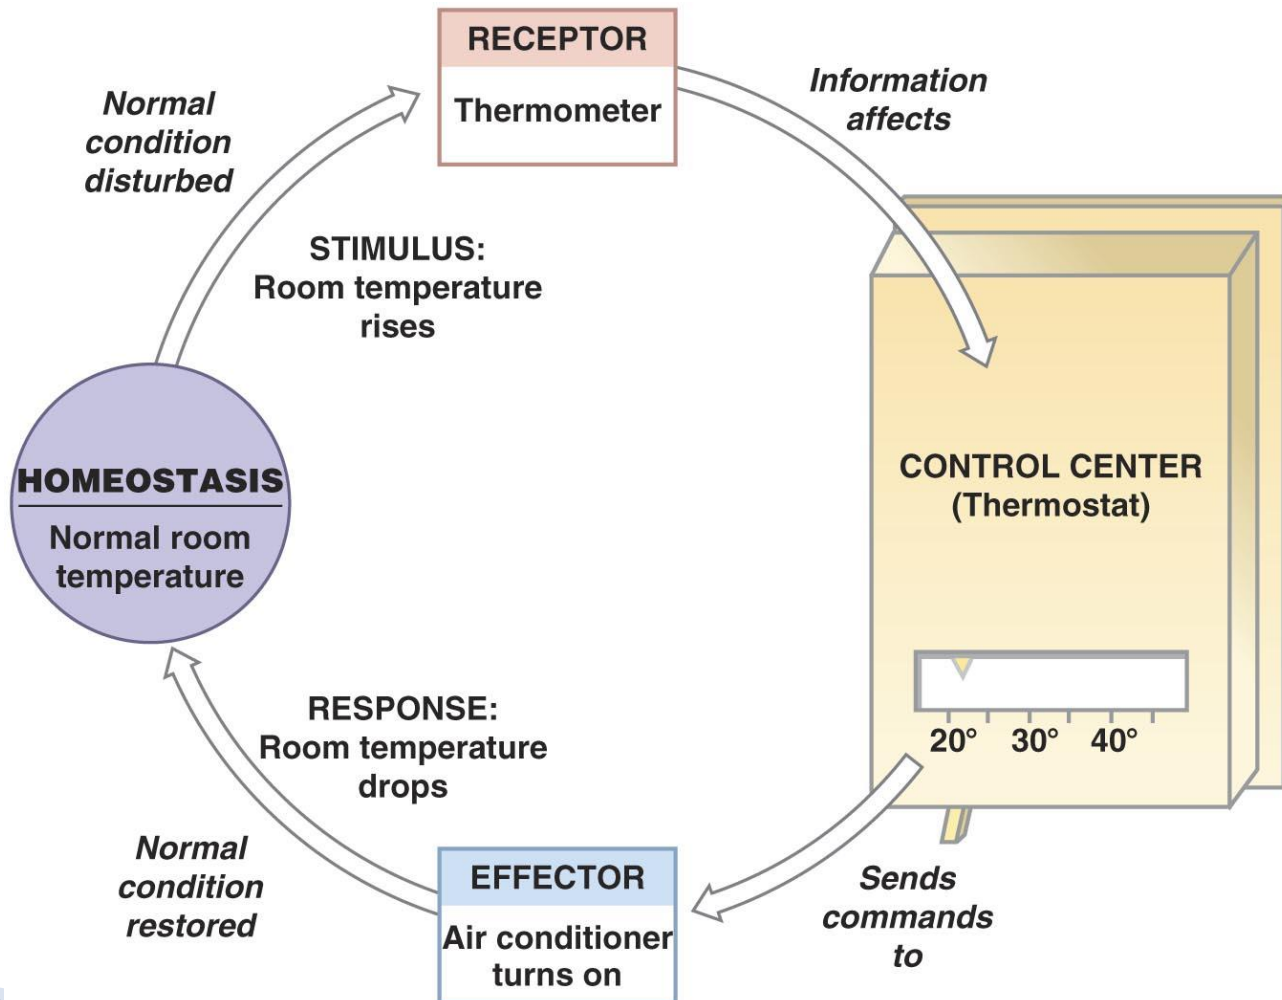 RECEPTOR
Thermometer
Information
affects
Normal
condition
disturbed
STIMULUS:
Room temperature
rises
HOMEOSTASIS
Normal room
temperature
CONTROL CENTER
(Thermostat)
20° 30° 40°
RESPONSE:
Room temperature
drops
Normal
condition
restored
EFFECTOR
Air conditioner
turns on
Sends
commands
to